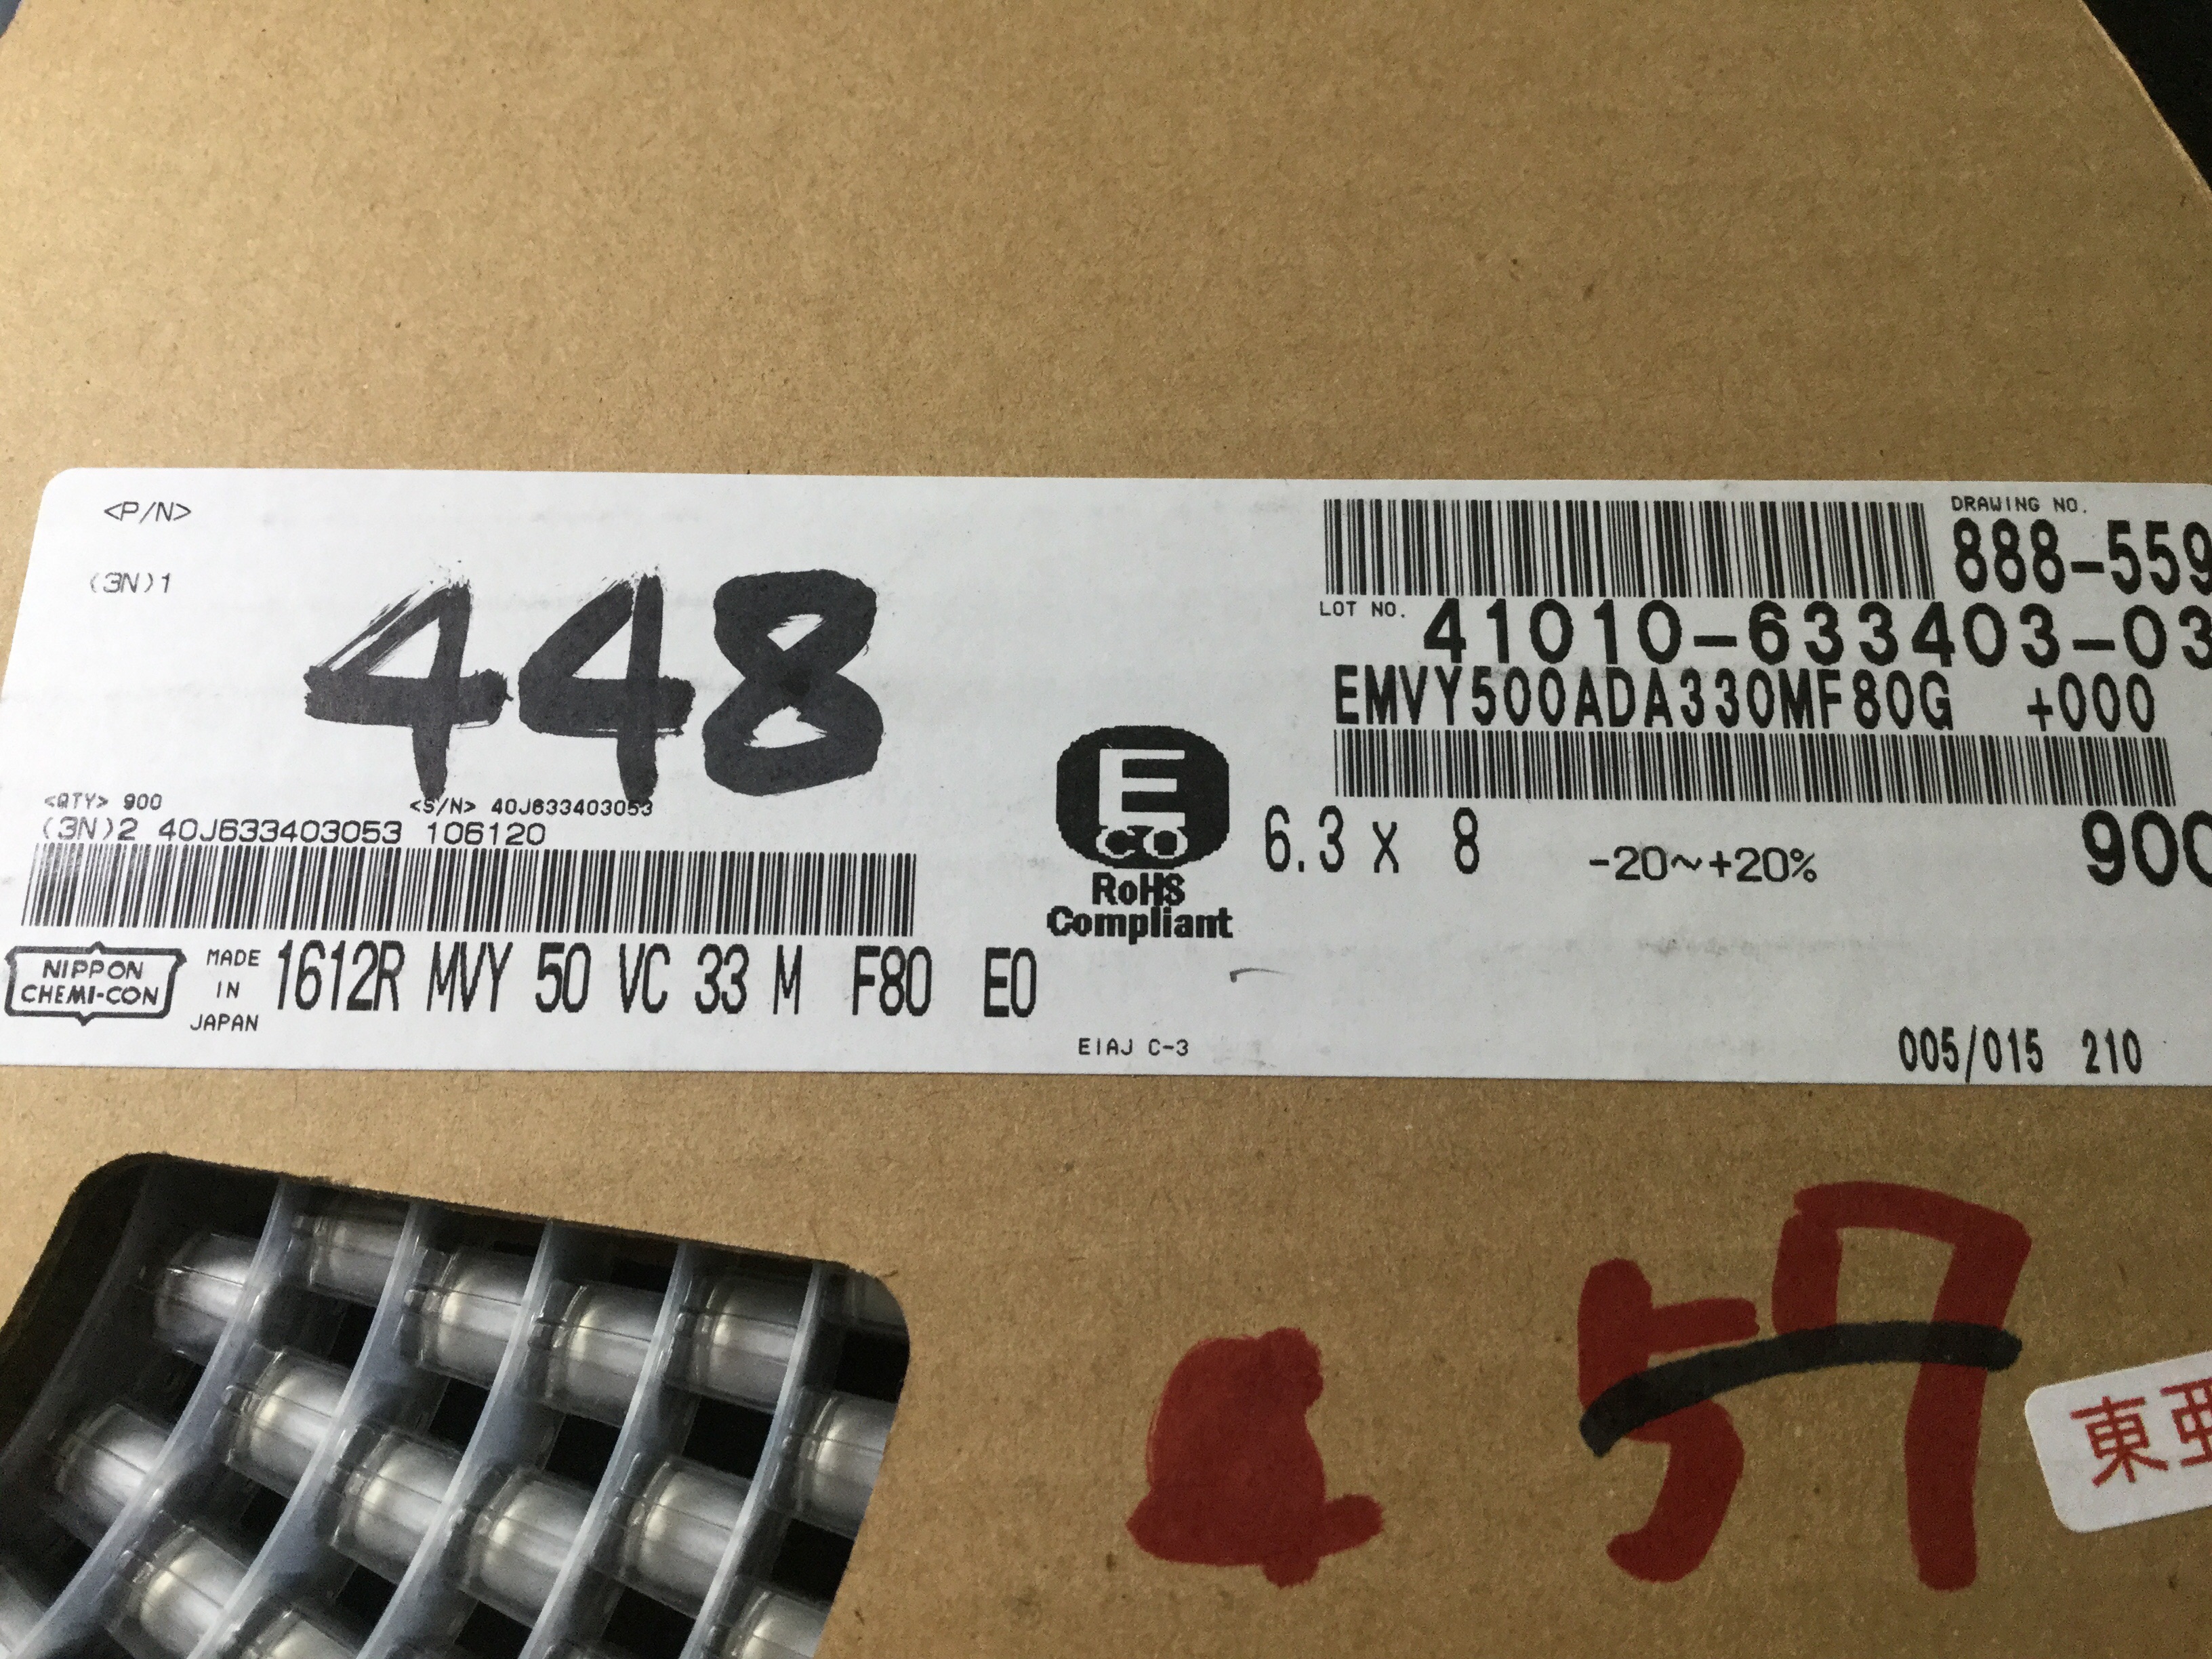 <P/N>
(3N)1
448
<QTY> 900 <S/N> 40J633403053
(3N)2 40J633403053 106120
NIPPON
CHEMI-CON
MADE
IN
JAPAN
1612R MVY 50 VC 33 M F80 E0
E
CO
RoHS
Compliant
EIAJ C-3
DRAWING NO.
888-559
LOT NO. 41010-633403-03
EMVY500ADA330MF80G +000
6.3 x 8 -20~+20% 900
005/015 210
57
東亜